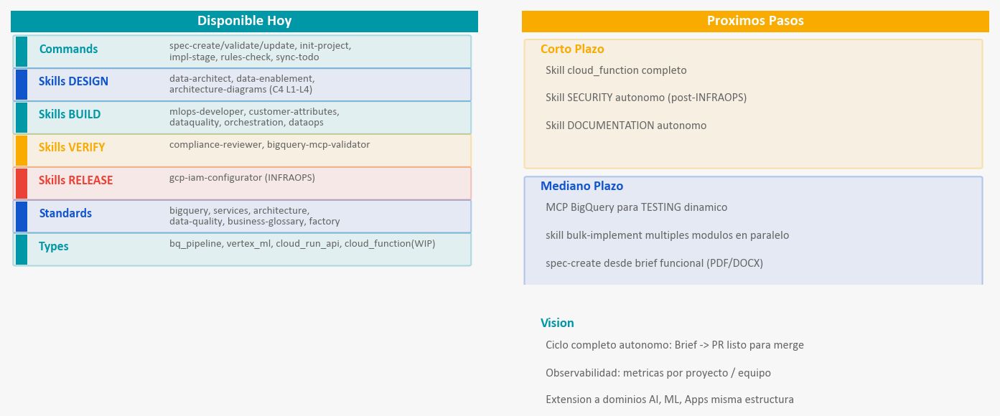 Disponible Hoy
Commands
spec-create/validate/update, init-project,
impl-stage, rules-check, sync-todo
Skills DESIGN
data-architect, data-enablement,
architecture-diagrams (C4 L1-L4)
Skills BUILD
mlops-developer, customer-attributes,
dataquality, orchestration, dataops
Skills VERIFY
compliance-reviewer, bigquery-mcp-validator
Skills RELEASE
gcp-iam-configurator (INFRAOPS)
Standards
bigquery, services, architecture,
data-quality, business-glossary, factory
Types
bq_pipeline, vertex_ml, cloud_run_api, cloud_function(WIP)
Proximos Pasos
Corto Plazo
Skill cloud_function completo
Skill SECURITY autonomo (post-INFRAOPS)
Skill DOCUMENTATION autonomo
Mediano Plazo
MCP BigQuery para TESTING dinamico
skill bulk-implement multiples modulos en paralelo
spec-create desde brief funcional (PDF/DOCX)
Vision
Ciclo completo autonomo: Brief -> PR listo para merge
Observabilidad: metricas por proyecto / equipo
Extension a dominios AI, ML, Apps misma estructura